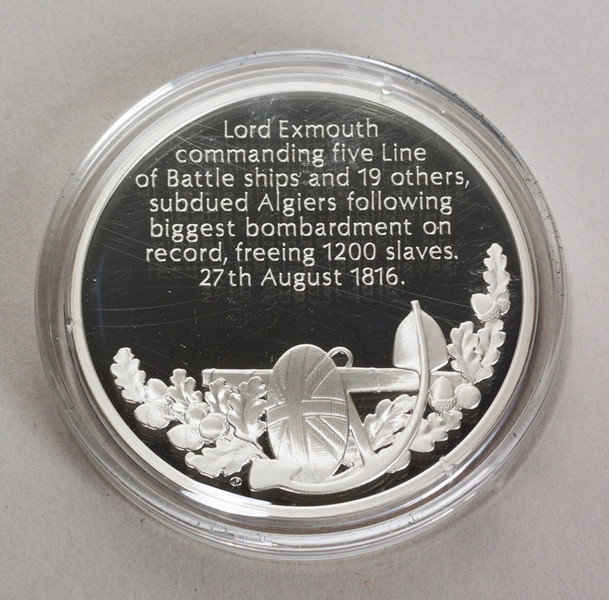 Lord Exmouth
commanding five Line
of Battle ships and 19 others,
subdued Algiers following
biggest bombardment on
record, freeing 1200 slaves.
27th August 1816.